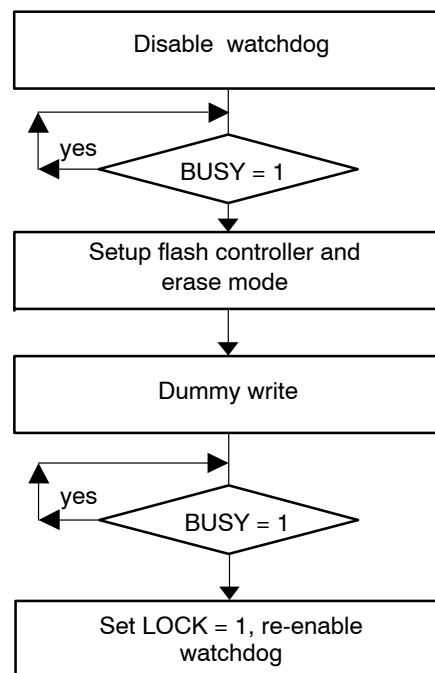 Disable watchdog
yes
BUSY = 1
Setup flash controller and
erase mode
Dummy write
yes
BUSY = 1
Set LOCK = 1, re-enable
watchdog